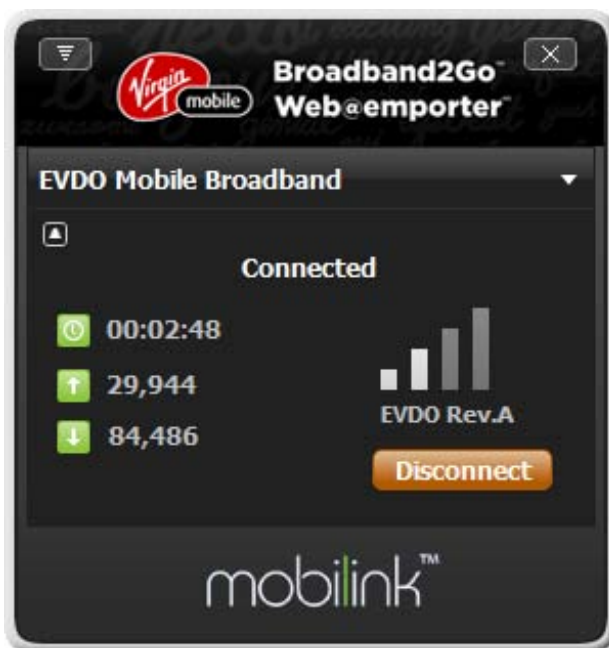 Virgin
mobile
Broadband2Go™
Web@emporter™
EVDO Mobile Broadband
Connected
00:02:48
29,944
84,486
EVDO Rev.A
Disconnect
mobilink™